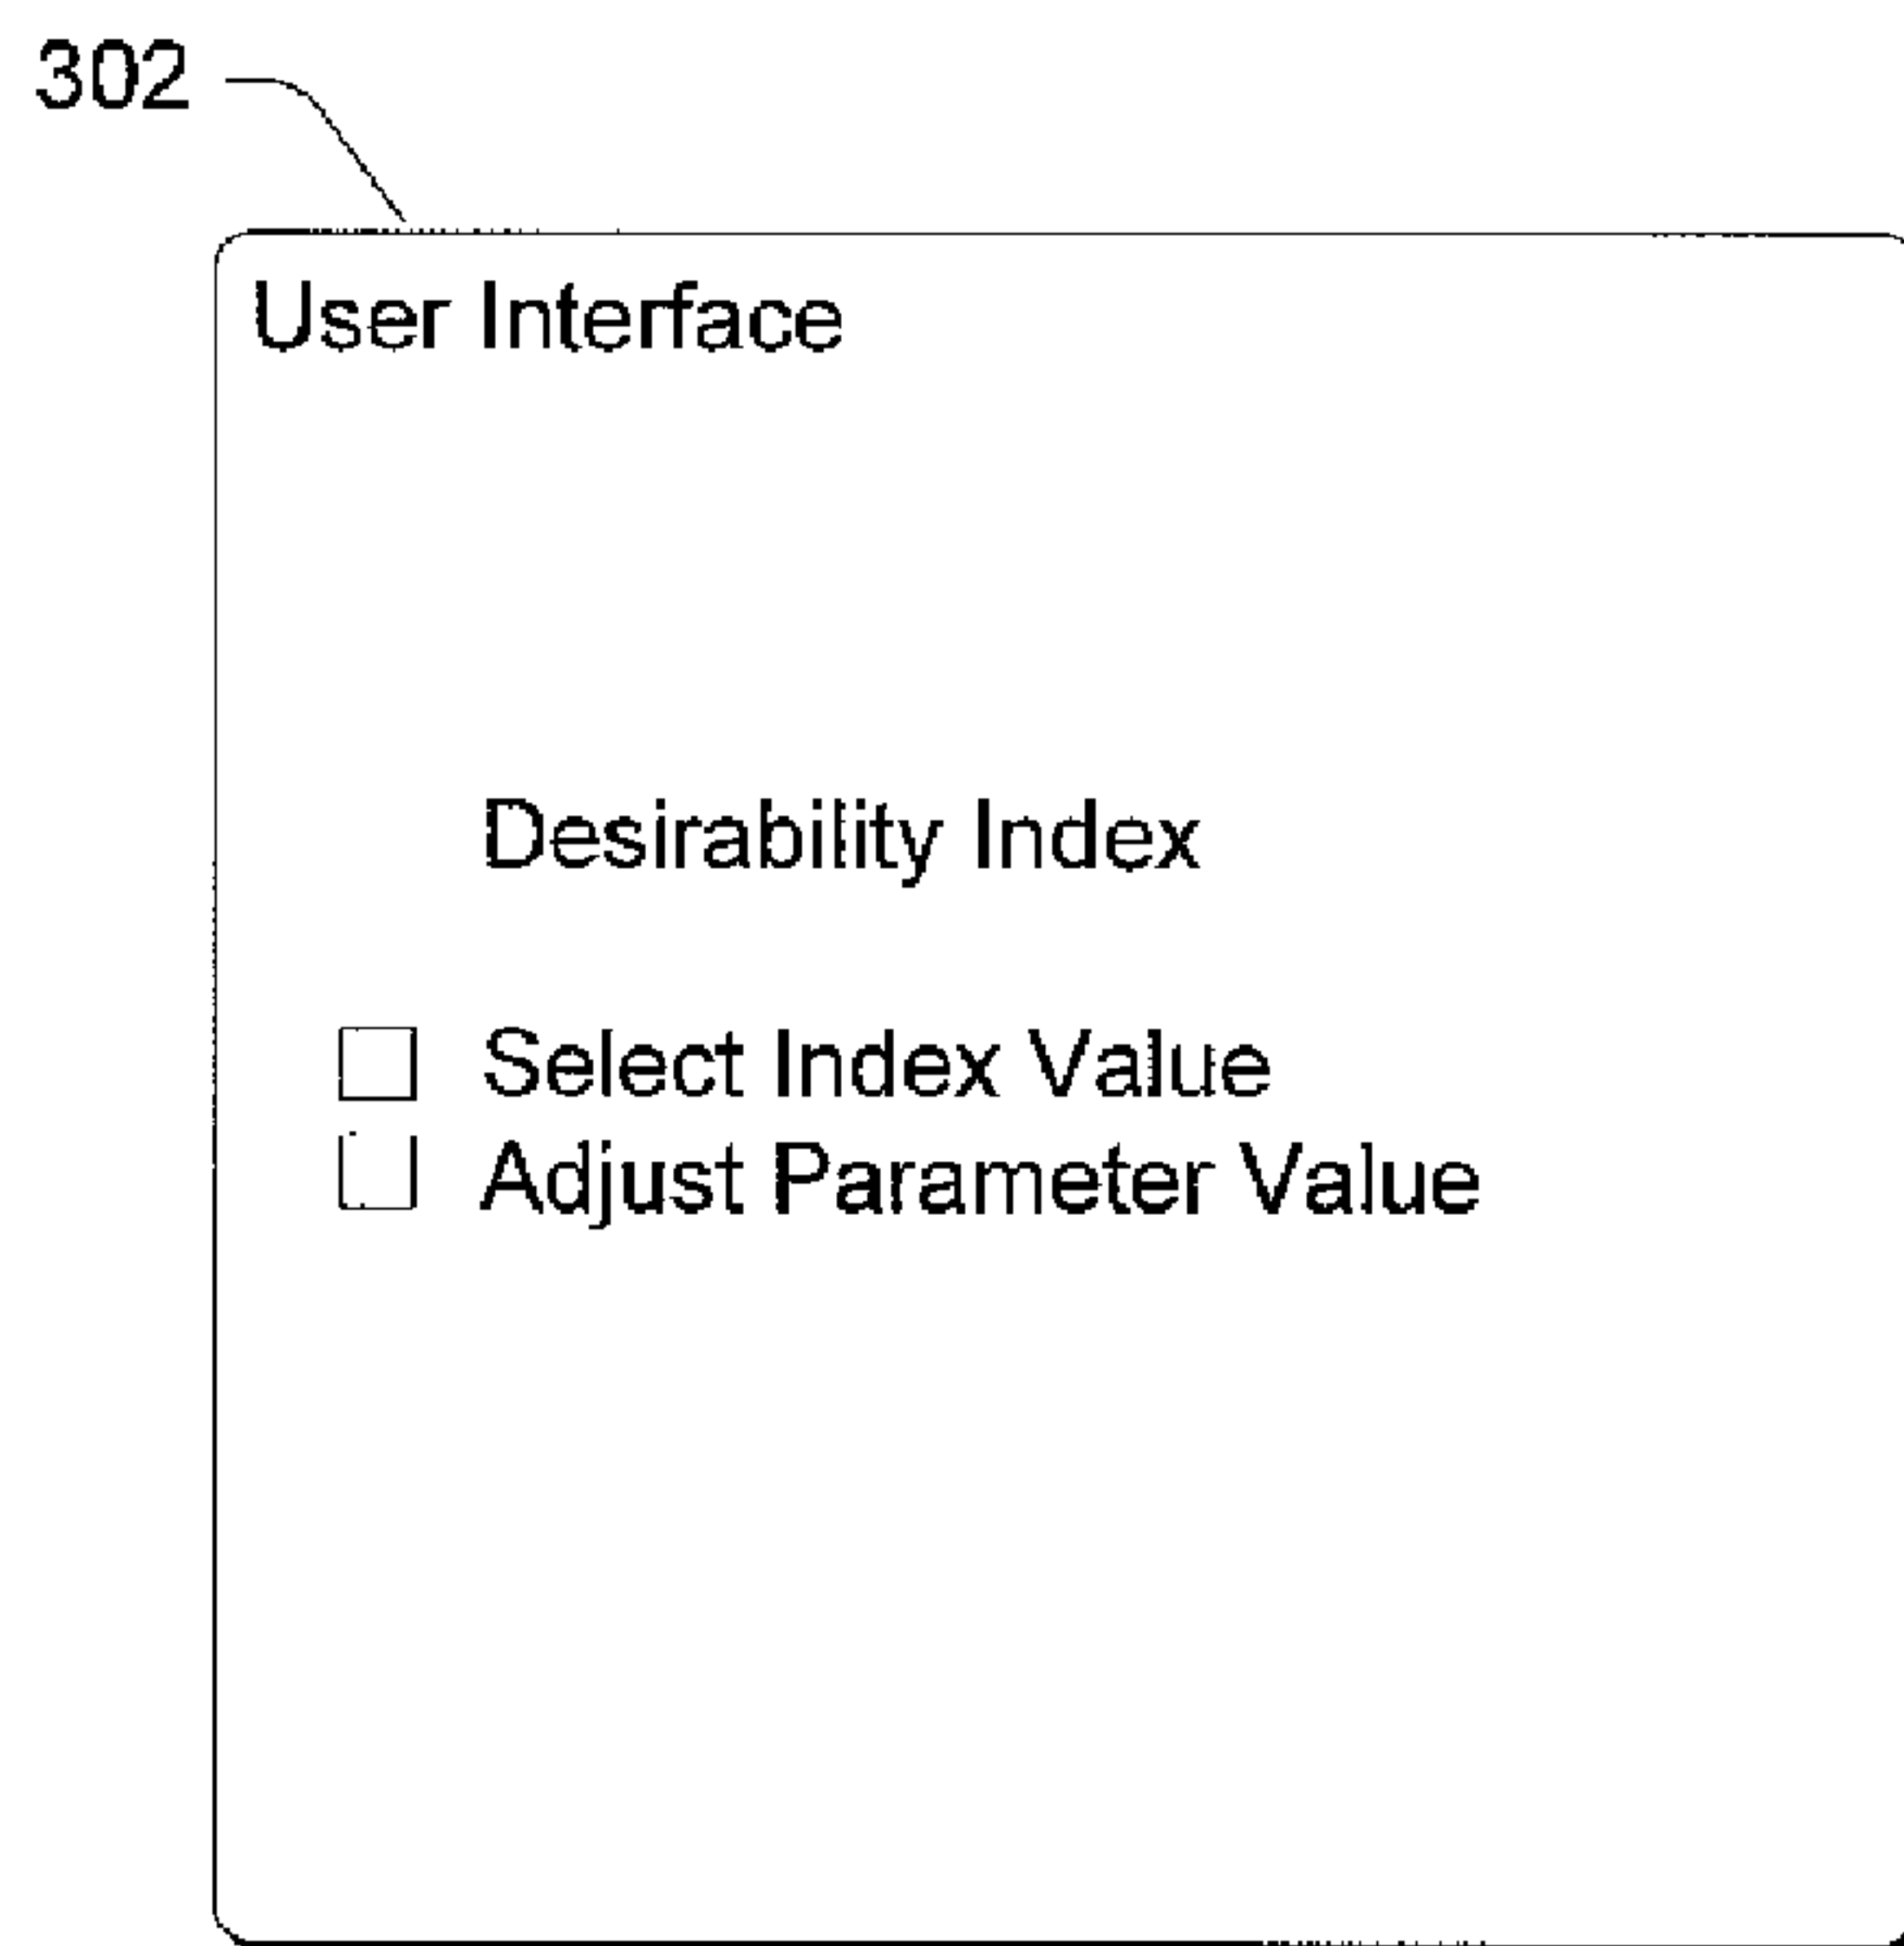 302
User Interface
Desirability Index
Select Index Value
Adjust Parameter Value